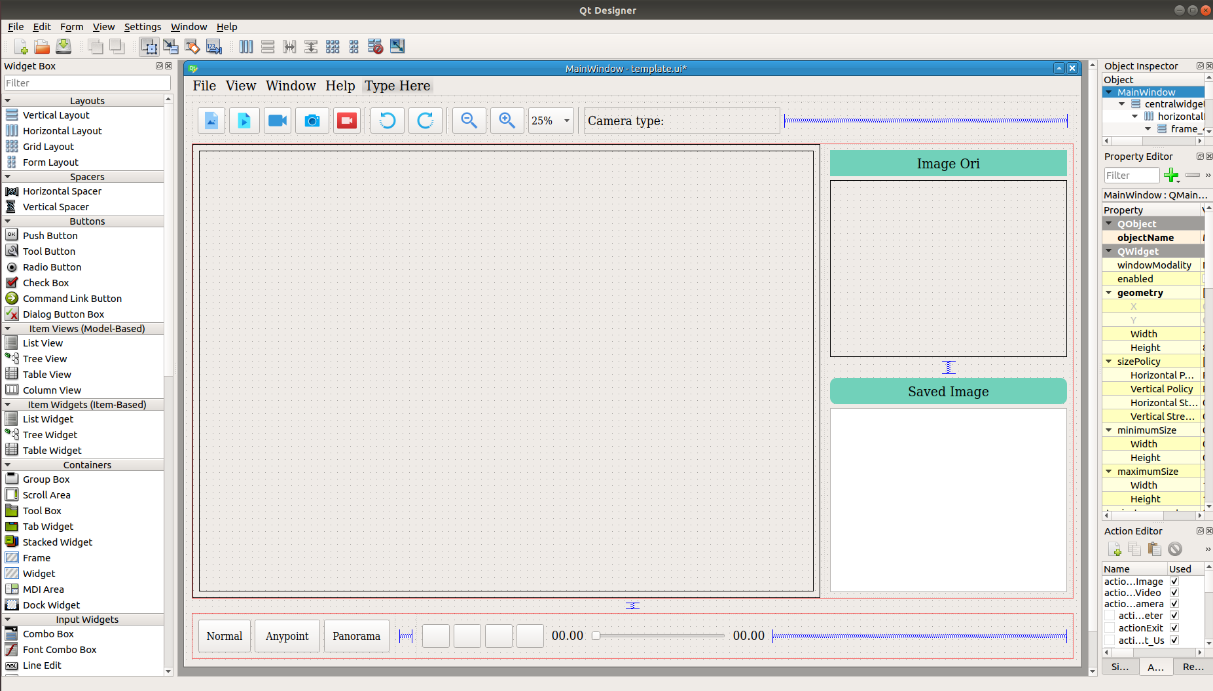 Qt Designer
File Edit Form View Settings Window Help
Widget Box
Filter
Layouts
Vertical Layout
Horizontal Layout
Grid Layout
Form Layout
Spacers
Horizontal Spacer
Vertical Spacer
Buttons
Push Button
Tool Button
Radio Button
Check Box
Command Link Button
Dialog Button Box
Item Views (Model-Based)
List View
Tree View
Table View
Column View
Item Widgets (Item-Based)
List Widget
Tree Widget
Table Widget
Containers
Group Box
Scroll Area
Tool Box
Tab Widget
Stacked Widget
Frame
Widget
MDI Area
Dock Widget
Input Widgets
Combo Box
Font Combo Box
Line Edit
MainWindow - template.ui*
File View Window Help Type Here
25% Camera type:
Image Ori
Saved Image
Normal Anypoint Panorama 00.00 00.00
Object Inspector
Object
MainWindow
centralwidget
horizontal
frame_
Property Editor
Filter
MainWindow : QMain...
Property
QObject
objectName
QWidget
windowModality
enabled
geometry
X
Y
Width
Height
sizePolicy
Horizontal P...
Vertical Policy
Horizontal St...
Vertical Stre...
minimumSize
Width
Height
maximumSize
Width
Height
Action Editor
Name Used
actio...Image
actio...Video
actio...amera
acti...eter
actionExit
acti...t_Us
Si... A... Re...